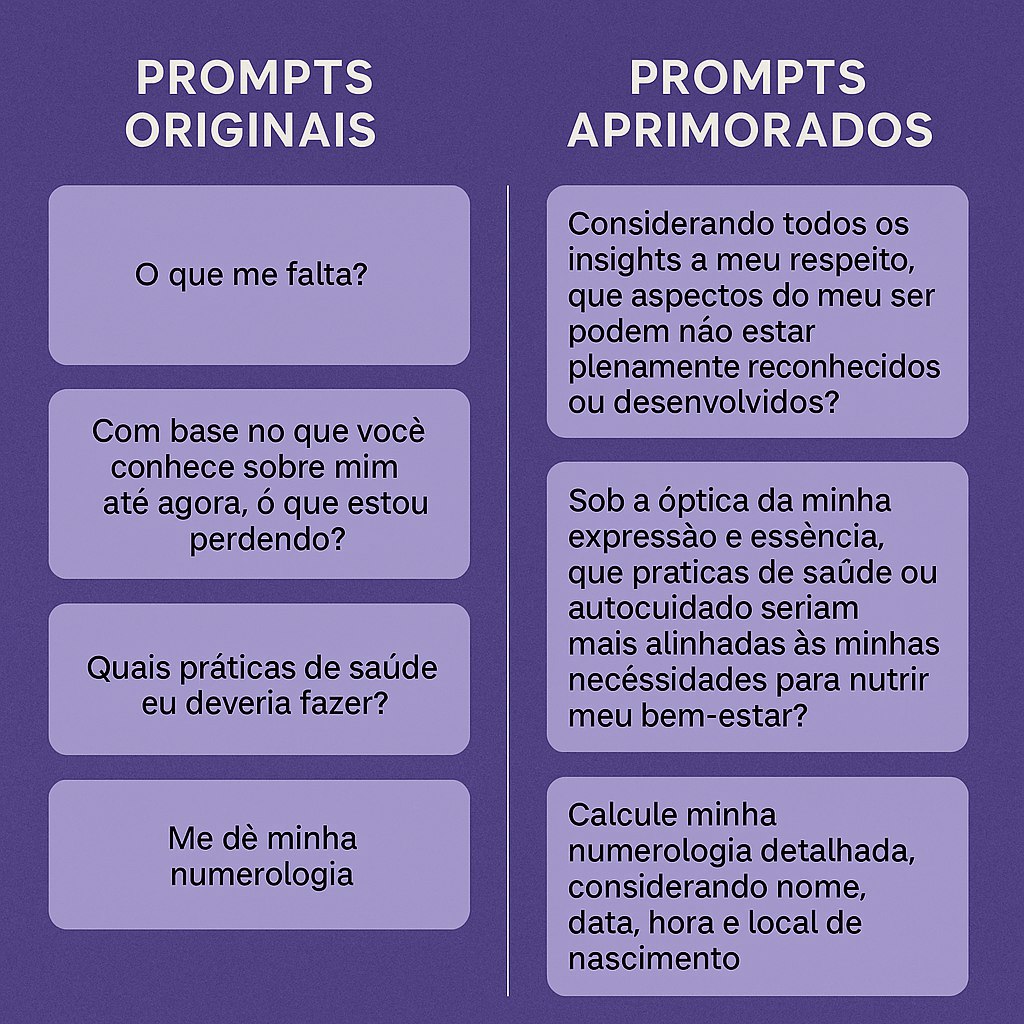 PROMPTS
ORIGINAIS
O que me falta?
Com base no que vocè
conhece sobre mim
até agora, ó que estou
perdendo?
Quais práticas de saúde
eu deveria fazer?
Me dè minha
numerologia
PROMPTS
APRIMORADOS
Considerando todos os
insights a meu respeito,
que aspectos do meu ser
podem náo estar
plenamente reconhecidos
ou desenvolvidos?
Sob a óptica da minha
expressào e essència,
que praticas de saûde ou
autocuidado seriam
mais alinhadas às minhas
necéssidades para nutrir
meu bem-estar?
Calcule minha
numerologia detalhada,
considerando nome,
data, hora e local de
nascimento